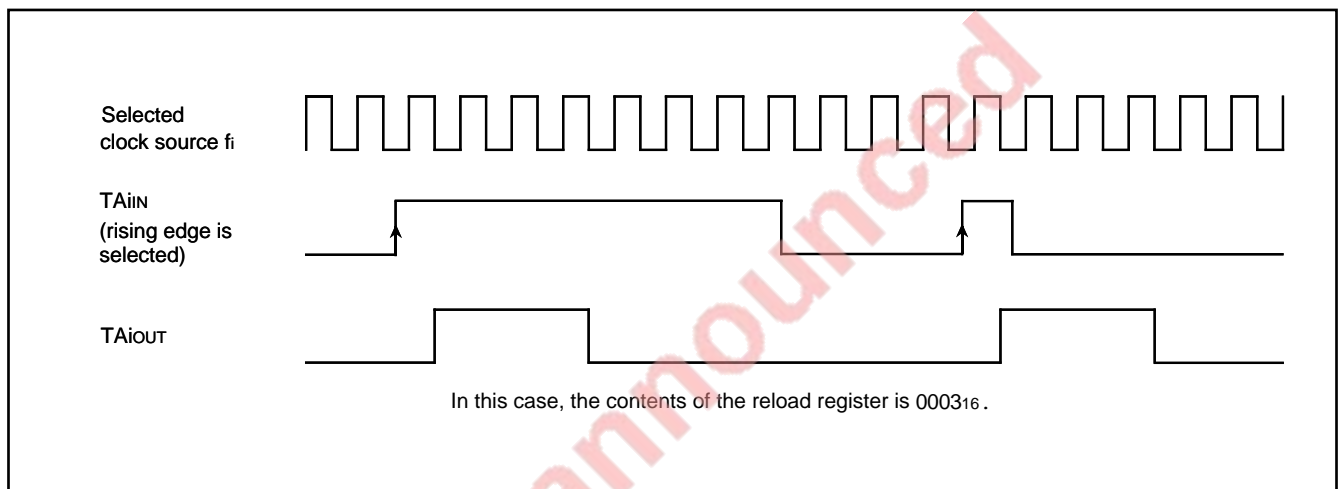 Selected
clock source fi
TAiIN
(rising edge is
selected)
TAiOUT
In this case, the contents of the reload register is 000316.
announced